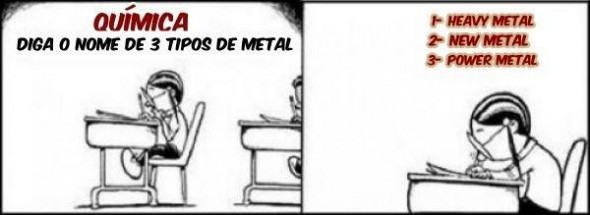 QUÍMICA
DIGA O NOME DE 3 TIPOS DE METAL
1- HEAVY METAL
2- NEW METAL
3- POWER METAL